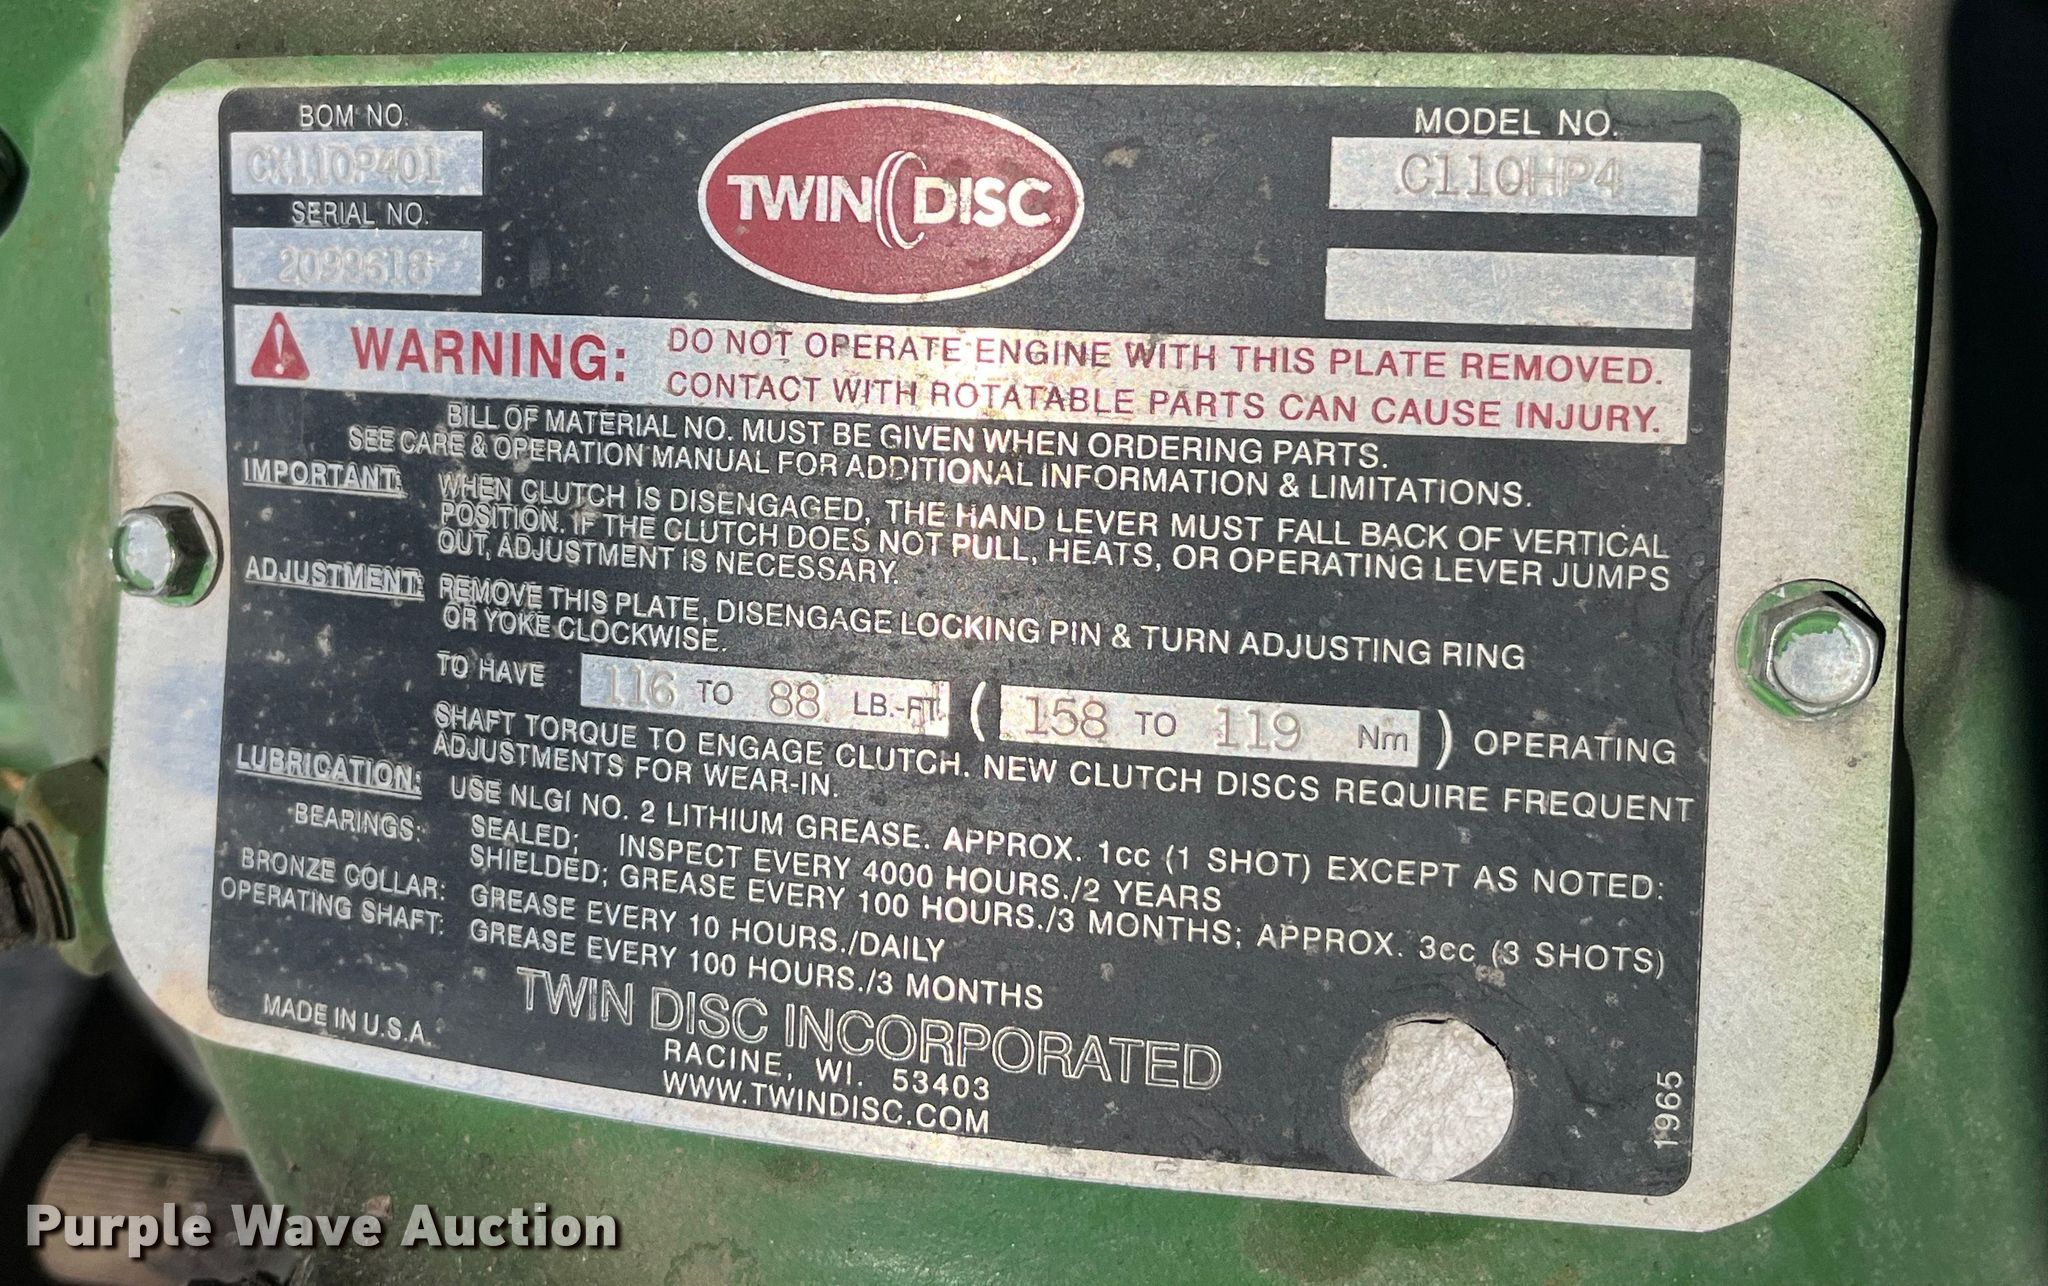 BOM NO.
CX110P401
SERIAL NO.
2099618
TWIN DISC
MODEL NO.
C110HP4
WARNING: DO NOT OPERATE ENGINE WITH THIS PLATE REMOVED.
CONTACT WITH ROTATABLE PARTS CAN CAUSE INJURY.
BILL OF MATERIAL NO. MUST BE GIVEN WHEN ORDERING PARTS.
SEE CARE & OPERATION MANUAL FOR ADDITIONAL INFORMATION & LIMITATIONS.
IMPORTANT: WHEN CLUTCH IS DISENGAGED, THE HAND LEVER MUST FALL BACK OF VERTICAL
POSITION. IF THE CLUTCH DOES NOT PULL, HEATS, OR OPERATING LEVER JUMPS
OUT, ADJUSTMENT IS NECESSARY.
ADJUSTMENT: REMOVE THIS PLATE, DISENGAGE LOCKING PIN & TURN ADJUSTING RING
OR YOKE CLOCKWISE.
TO HAVE 116 TO 88 LB.-FT. ( 158 TO 119 Nm ) OPERATING
SHAFT TORQUE TO ENGAGE CLUTCH. NEW CLUTCH DISCS REQUIRE FREQUENT
ADJUSTMENTS FOR WEAR-IN.
LUBRICATION: USE NLGI NO. 2 LITHIUM GREASE. APPROX. 1cc (1 SHOT) EXCEPT AS NOTED:
BEARINGS: SEALED; INSPECT EVERY 4000 HOURS./2 YEARS
SHIELDED; GREASE EVERY 100 HOURS./3 MONTHS; APPROX. 3cc (3 SHOTS)
BRONZE COLLAR: GREASE EVERY 10 HOURS./DAILY
OPERATING SHAFT: GREASE EVERY 100 HOURS./3 MONTHS
TWIN DISC INCORPORATED
MADE IN U.S.A.
RACINE, WI. 53403
WWW.TWINDISC.COM
1965
Purple Wave Auction